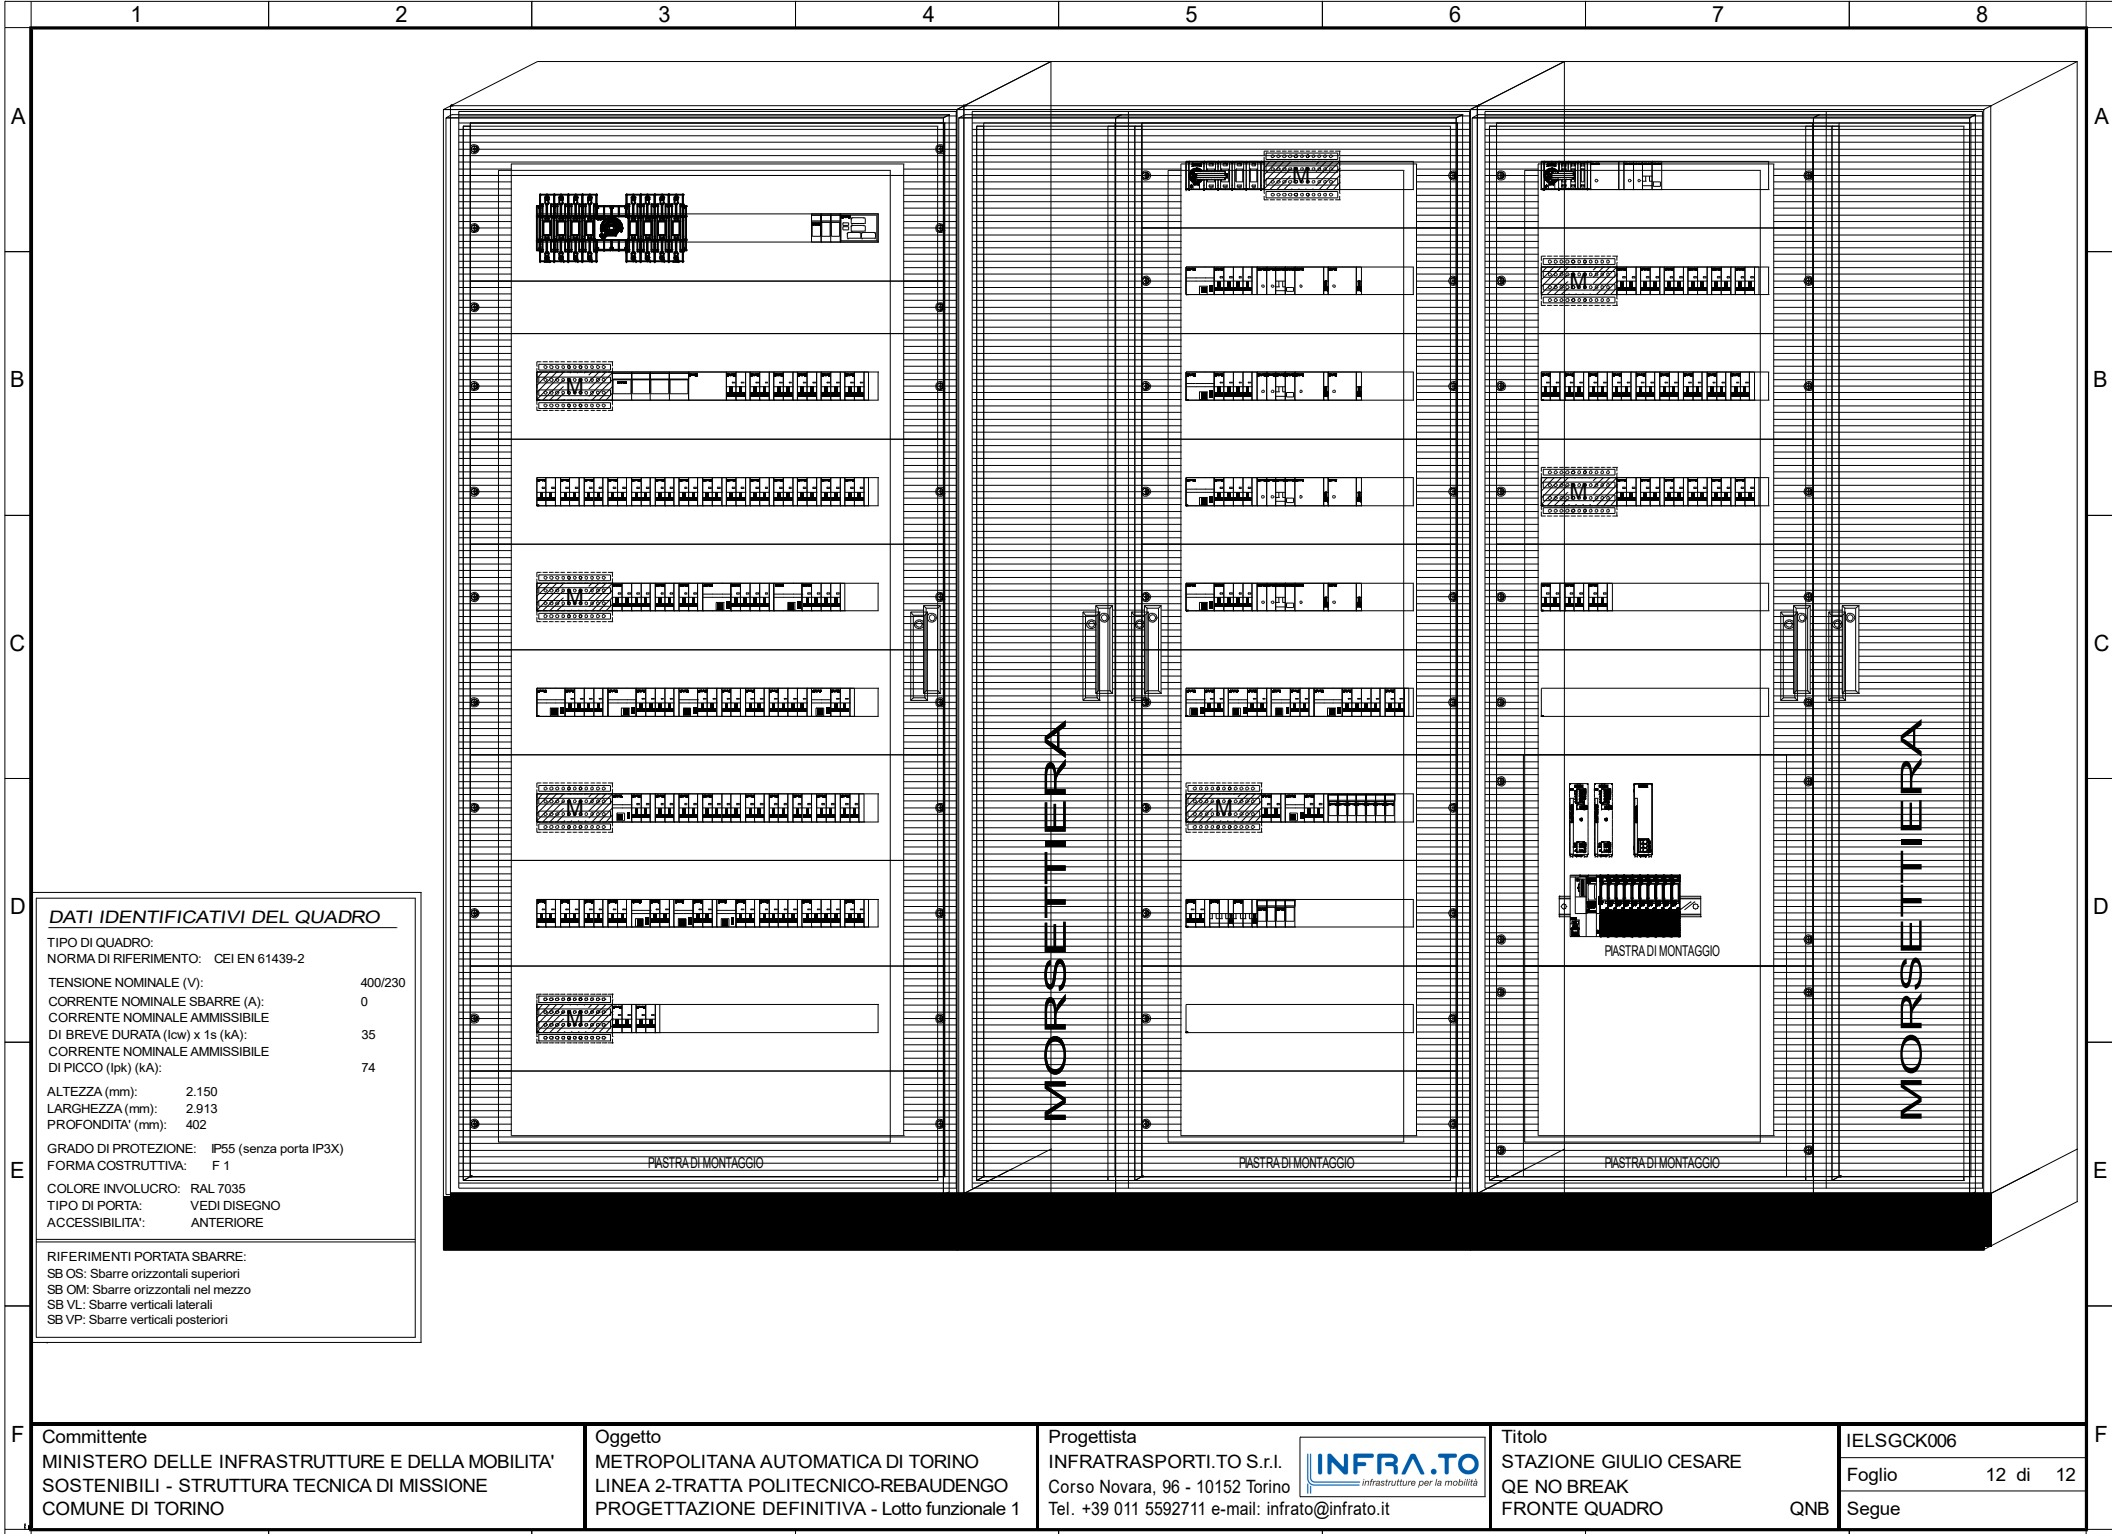 1 2 3 4 5 6 7 8
A A
B B
C C
D D
E E
F F
M
M
M
M
M
M
M
M
M
MORSETTIERA
MORSETTIERA
PIASTRA DI MONTAGGIO
PIASTRA DI MONTAGGIO
PIASTRA DI MONTAGGIO
PIASTRA DI MONTAGGIO
DATI IDENTIFICATIVI DEL QUADRO
TIPO DI QUADRO:
NORMA DI RIFERIMENTO: CEI EN 61439-2
TENSIONE NOMINALE (V): 400/230
CORRENTE NOMINALE SBARRE (A): 0
CORRENTE NOMINALE AMMISSIBILE
DI BREVE DURATA (Icw) x 1s (kA): 35
CORRENTE NOMINALE AMMISSIBILE
DI PICCO (Ipk) (kA): 74
ALTEZZA (mm): 2.150
LARGHEZZA (mm): 2.913
PROFONDITA' (mm): 402
GRADO DI PROTEZIONE: IP55 (senza porta IP3X)
FORMA COSTRUTTIVA: F 1
COLORE INVOLUCRO: RAL 7035
TIPO DI PORTA: VEDI DISEGNO
ACCESSIBILITA': ANTERIORE
RIFERIMENTI PORTATA SBARRE:
SB OS: Sbarre orizzontali superiori
SB OM: Sbarre orizzontali nel mezzo
SB VL: Sbarre verticali laterali
SB VP: Sbarre verticali posteriori
Committente
MINISTERO DELLE INFRASTRUTTURE E DELLA MOBILITA'
SOSTENIBILI - STRUTTURA TECNICA DI MISSIONE
COMUNE DI TORINO
Oggetto
METROPOLITANA AUTOMATICA DI TORINO
LINEA 2-TRATTA POLITECNICO-REBAUDENGO
PROGETTAZIONE DEFINITIVA - Lotto funzionale 1
Progettista
INFRATRASPORTI.TO S.r.l.
Corso Novara, 96 - 10152 Torino
Tel. +39 011 5592711 e-mail: infrato@infrato.it
INFRA.TO
infrastrutture per la mobilità
Titolo
STAZIONE GIULIO CESARE
QE NO BREAK
FRONTE QUADRO QNB
IELSGCK006
Foglio 12 di 12
Segue